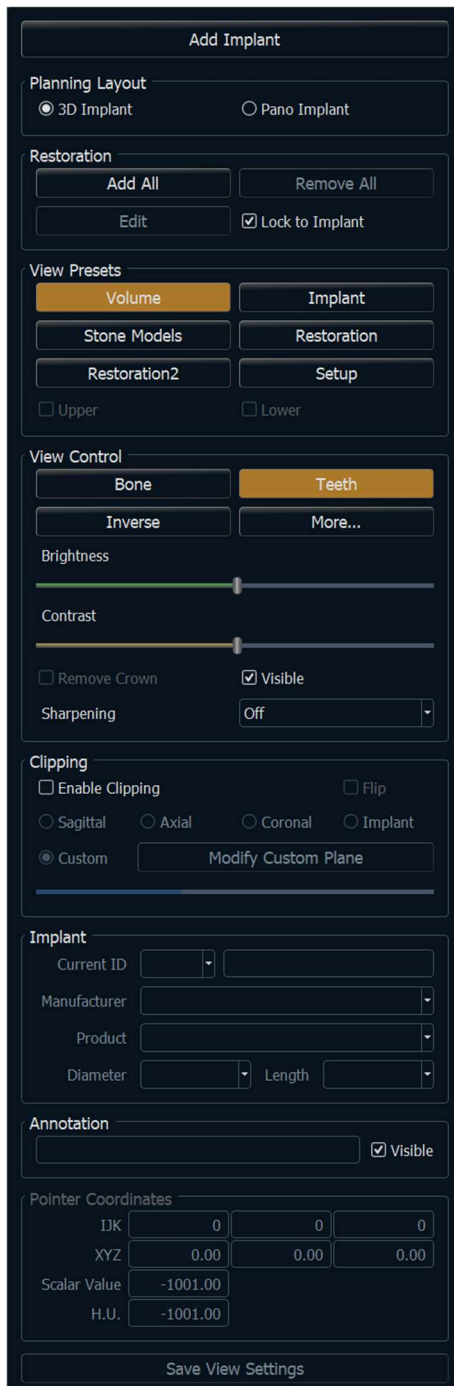 Add Implant
Planning Layout
3D Implant Pano Implant
Restoration
Add All Remove All
Edit Lock to Implant
View Presets
Volume Implant
Stone Models Restoration
Restoration2 Setup
Upper Lower
View Control
Bone Teeth
Inverse More...
Brightness
Contrast
Remove Crown Visible
Sharpening Off
Clipping
Enable Clipping Flip
Sagittal Axial Coronal Implant
Custom Modify Custom Plane
Implant
Current ID
Manufacturer
Product
Diameter Length
Annotation
Visible
Pointer Coordinates
IJK 0 0 0
XYZ 0.00 0.00 0.00
Scalar Value -1001.00
H.U. -1001.00
Save View Settings